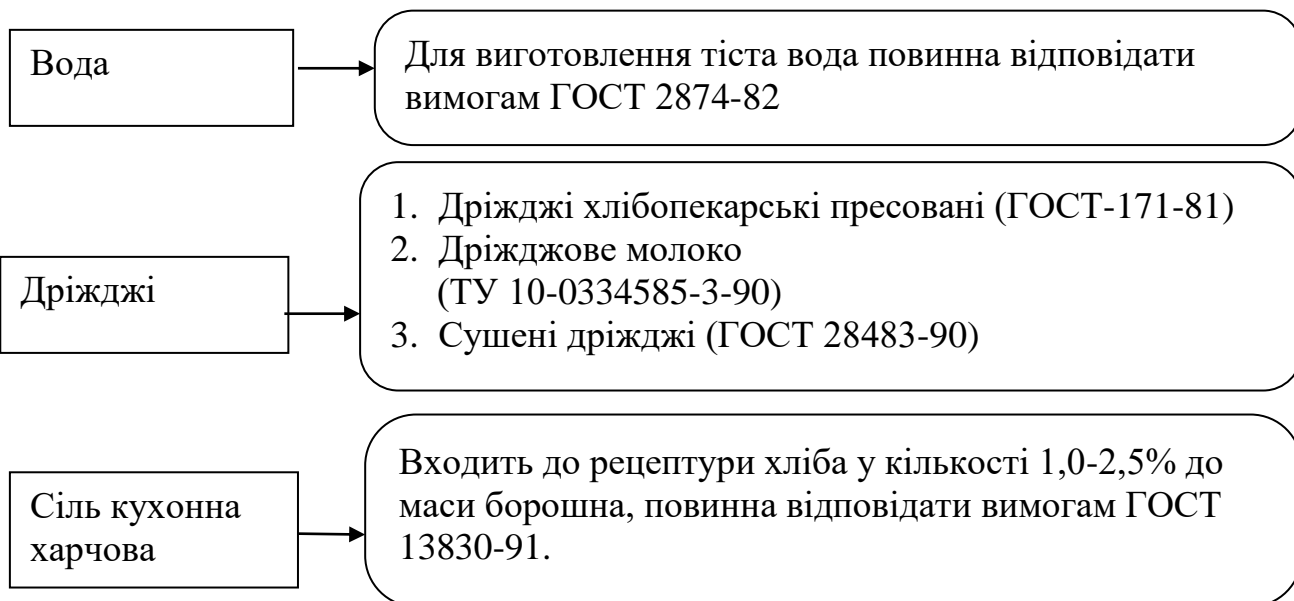 Вода
Для виготовлення тіста вода повинна відповідати
вимогам ГОСТ 2874-82
Дріжджі
1. Дріжджі хлібопекарські пресовані (ГОСТ-171-81)
2. Дріжджове молоко
(ТУ 10-0334585-3-90)
3. Сушені дріжджі (ГОСТ 28483-90)
Сіль кухонна
харчова
Входить до рецептури хліба у кількості 1,0-2,5% до
маси борошна, повинна відповідати вимогам ГОСТ
13830-91.